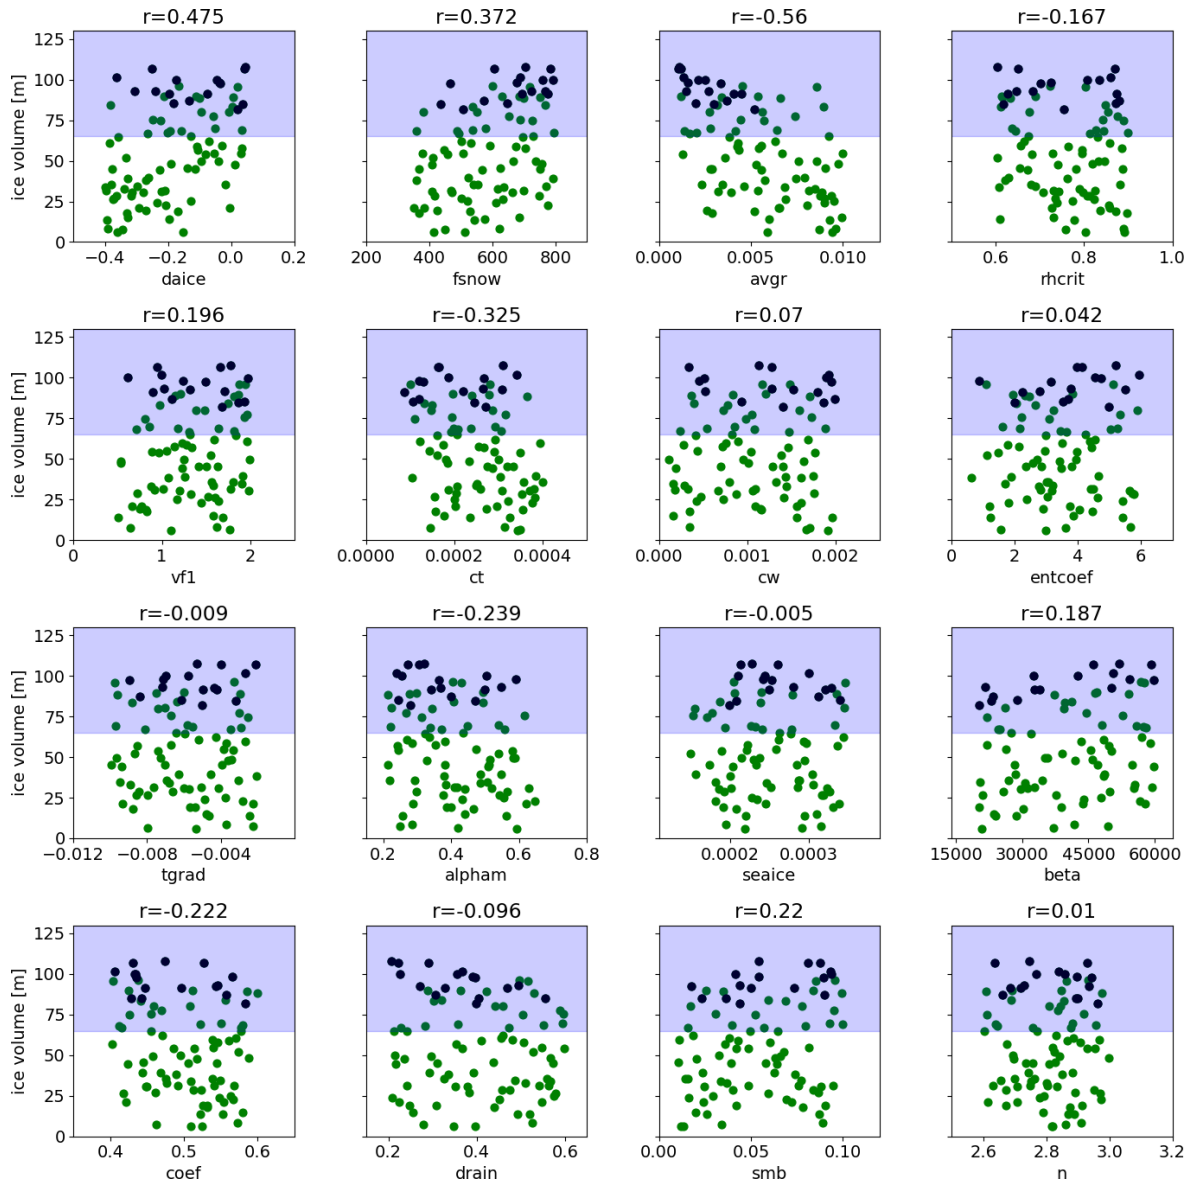 r=0.475 r=0.372 r=-0.56 r=-0.167
ice volume [m]
125
100
75
50
25
0
−0.4 −0.2 0.0 0.2 200 400 600 800 0.000 0.005 0.010 0.6 0.8 1.0
daice fsnow avgr rhcrit
r=0.196 r=-0.325 r=0.07 r=0.042
ice volume [m]
125
100
75
50
25
0
0 1 2 0.0000 0.0002 0.0004 0.000 0.001 0.002 0 2 4 6
vf1 ct cw entcoef
r=-0.009 r=-0.239 r=-0.005 r=0.187
ice volume [m]
125
100
75
50
25
0
−0.012 −0.008 −0.004 0.2 0.4 0.6 0.8 0.0002 0.0003 15000 30000 45000 60000
tgrad alpham seaice beta
r=-0.222 r=-0.096 r=0.22 r=0.01
ice volume [m]
125
100
75
50
25
0
0.4 0.5 0.6 0.2 0.4 0.6 0.00 0.05 0.10 2.6 2.8 3.0 3.2
coef drain smb n